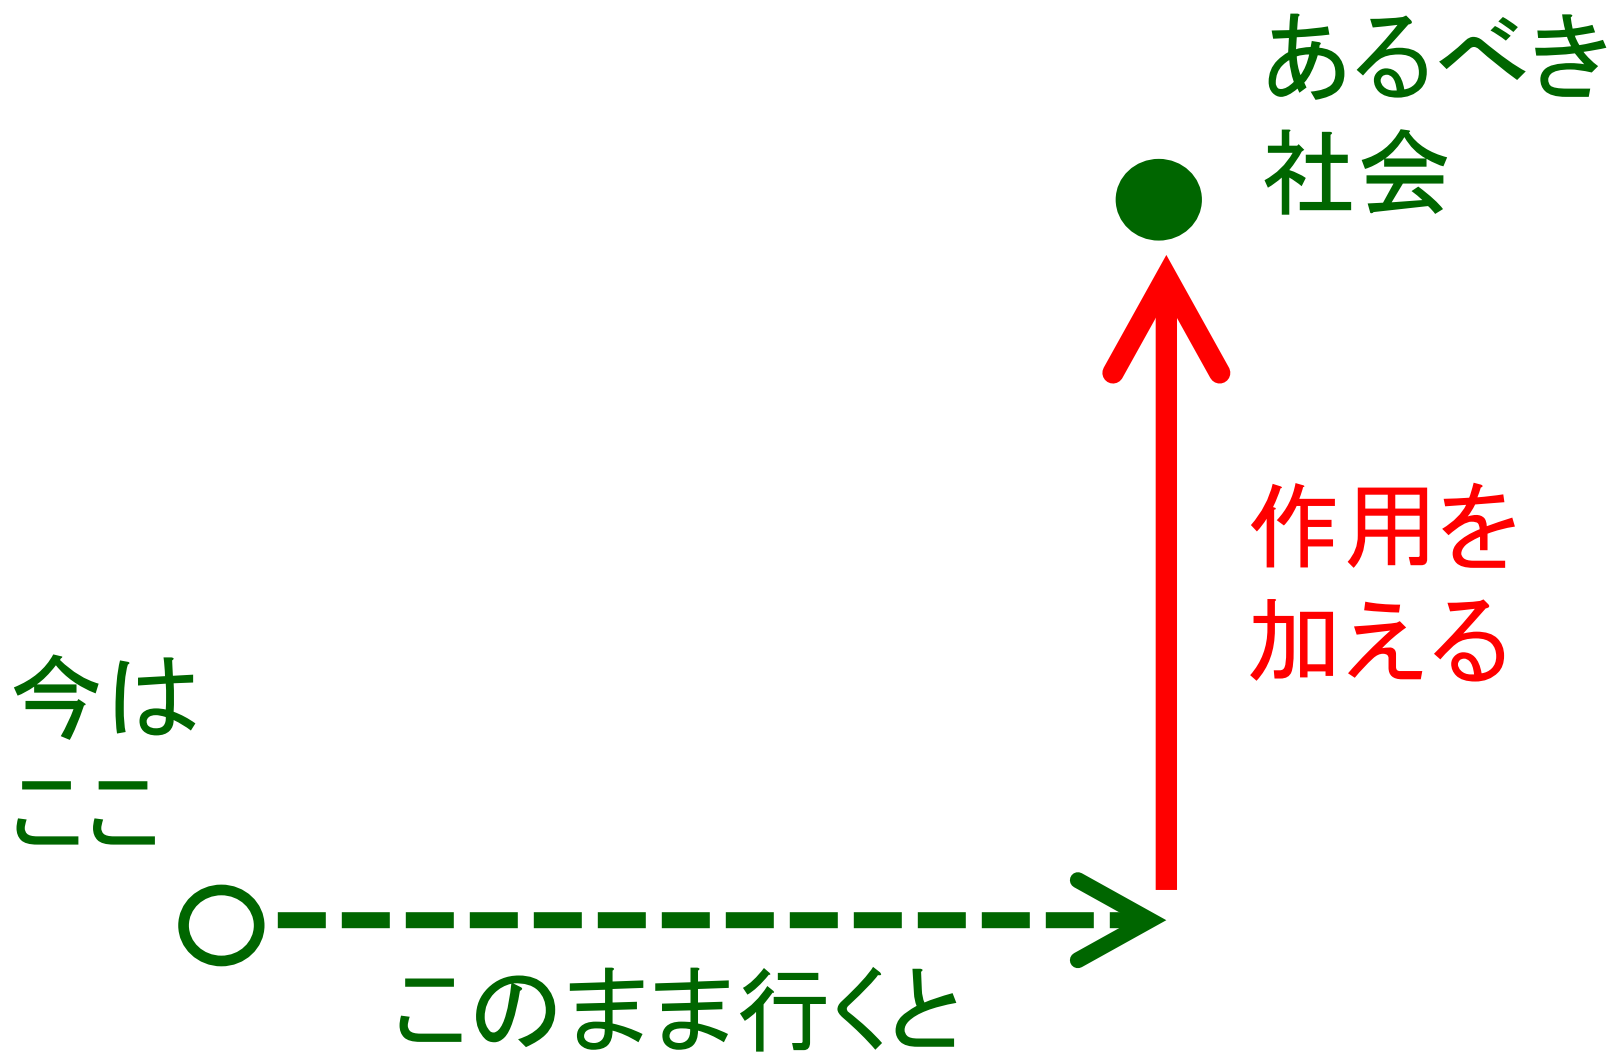 あるべき
社会
作用を
加える
今は
ここ
このまま行くと